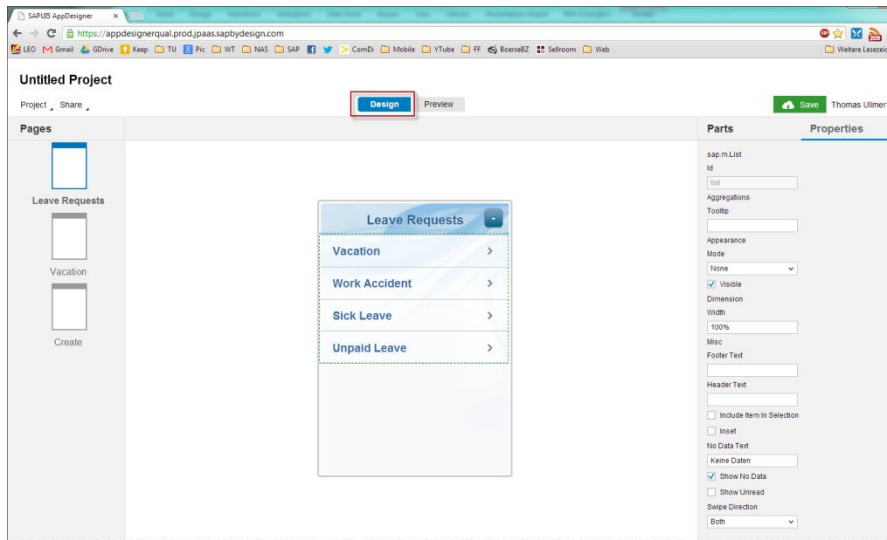 SAPUI5 AppDesigner
https://appdesignerqual.prod.jpaas.sapbydesign.com
LEO Gmail GDrive Keep TU Pic WT NAS SAP ComDi Mobile YTube FF BoerseBZ Sellroom Web Weitere Lesezeic
Untitled Project
Project Share Design Preview Save Thomas Ullmer
Pages Parts Properties
Leave Requests
Vacation
Create
Leave Requests
Vacation
Work Accident
Sick Leave
Unpaid Leave
sap.m.List
Id
list
Aggregations
Tooltip
Appearance
Mode
None
Visible
Dimension
Width
100%
Misc
Footer Text
Header Text
Include Item In Selection
Inset
No Data Text
Keine Daten
Show No Data
Show Unread
Swipe Direction
Both